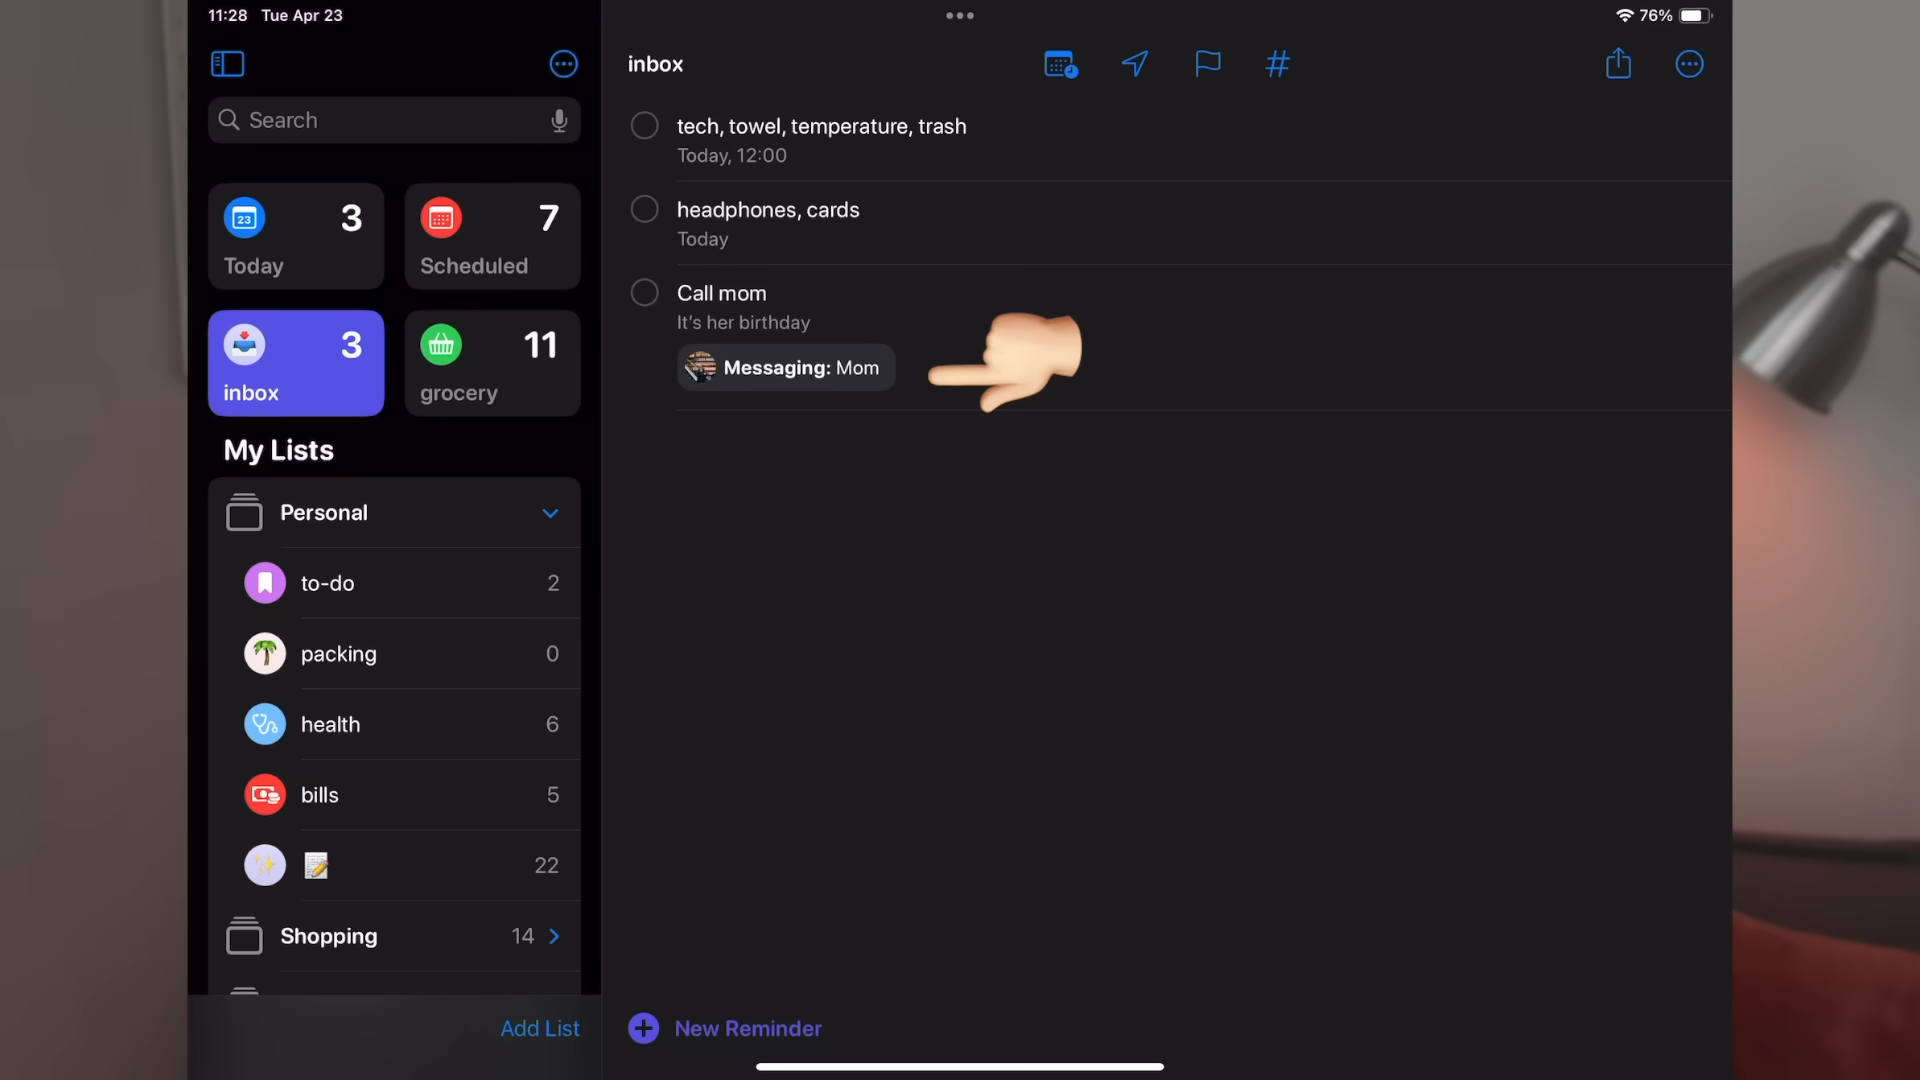 11:28 Tue Apr 23
76%
Search
23
3
Today
7
Scheduled
3
inbox
11
grocery
My Lists
Personal
to-do 2
packing 0
health 6
bills 5
22
Shopping 14
Add List
inbox
tech, towel, temperature, trash
Today, 12:00
headphones, cards
Today
Call mom
It's her birthday
Messaging: Mom
New Reminder